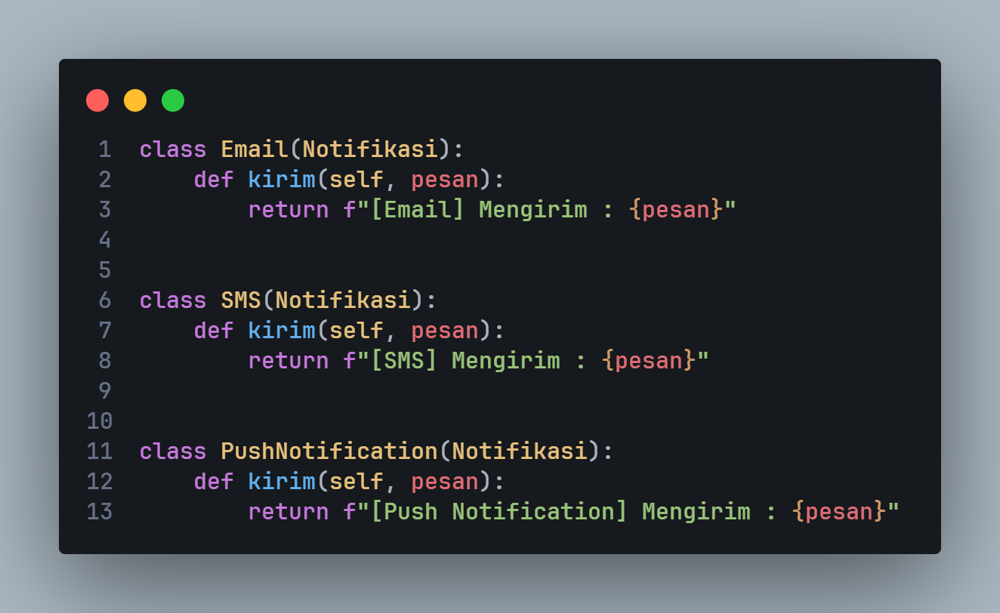 1 class Email(Notifikasi):
2     def kirim(self, pesan):
3         return f"[Email] Mengirim : {pesan}"
4
5
6 class SMS(Notifikasi):
7     def kirim(self, pesan):
8         return f"[SMS] Mengirim : {pesan}"
9
10
11 class PushNotification(Notifikasi):
12     def kirim(self, pesan):
13         return f"[Push Notification] Mengirim : {pesan}"